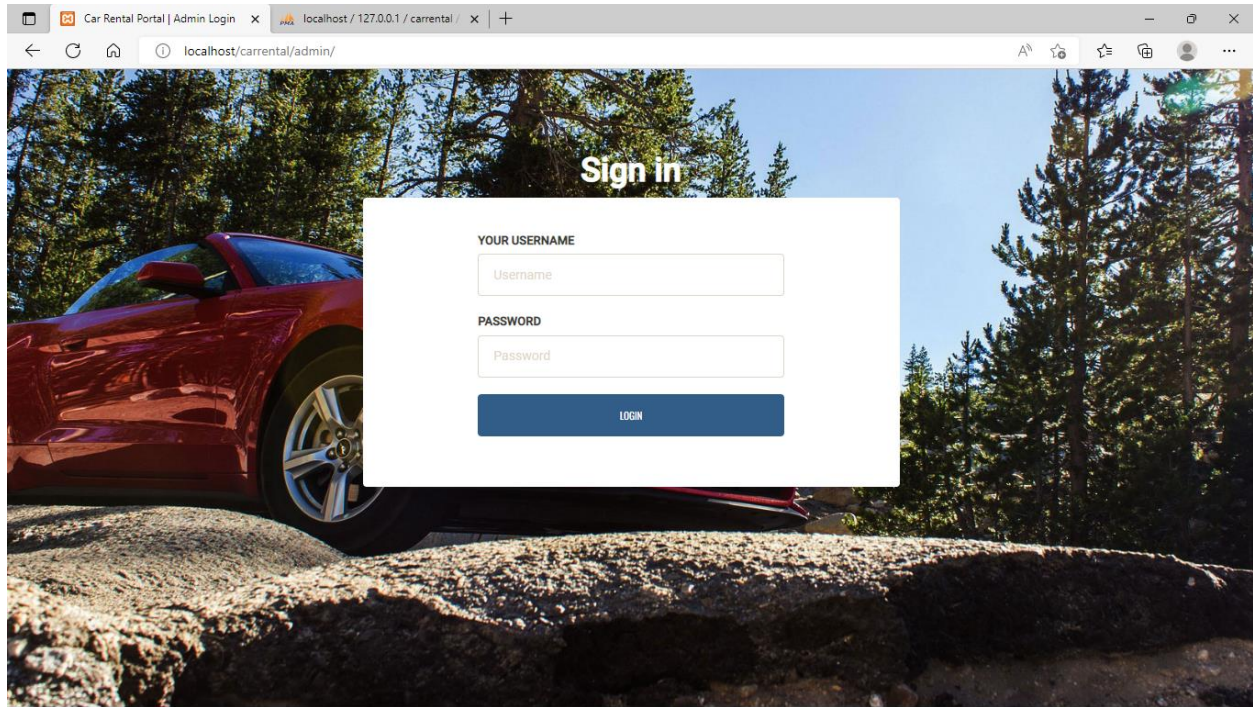 Car Rental Portal | Admin Login
localhost / 127.0.0.1 / carrental /
localhost/carrental/admin/
Sign in
YOUR USERNAME
Username
PASSWORD
Password
LOGIN